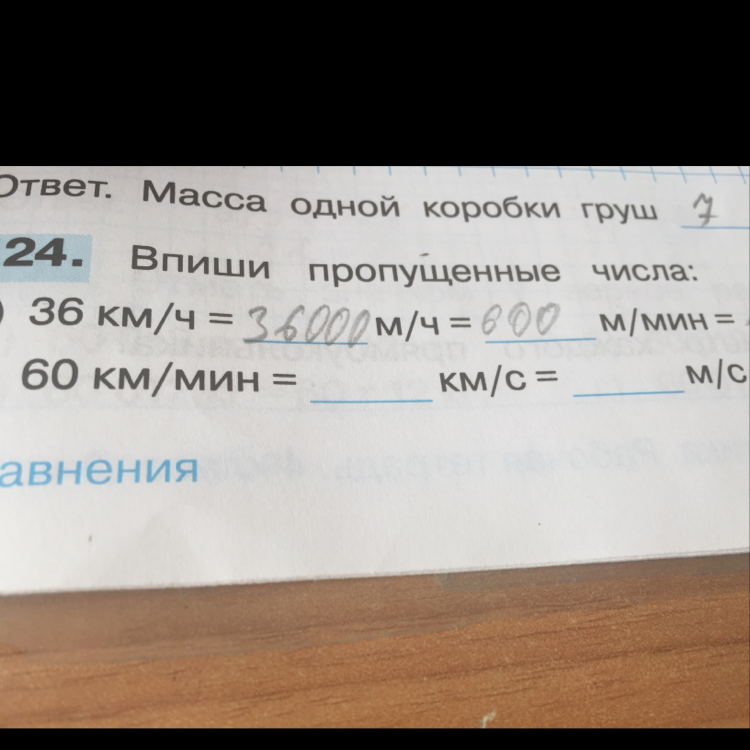 Ответ. Масса одной коробки груш 7
24. Впиши пропущенные числа:
) 36 км/ч = 36000 м/ч = 600 м/мин =
60 км/мин = км/с = м/с
авнения